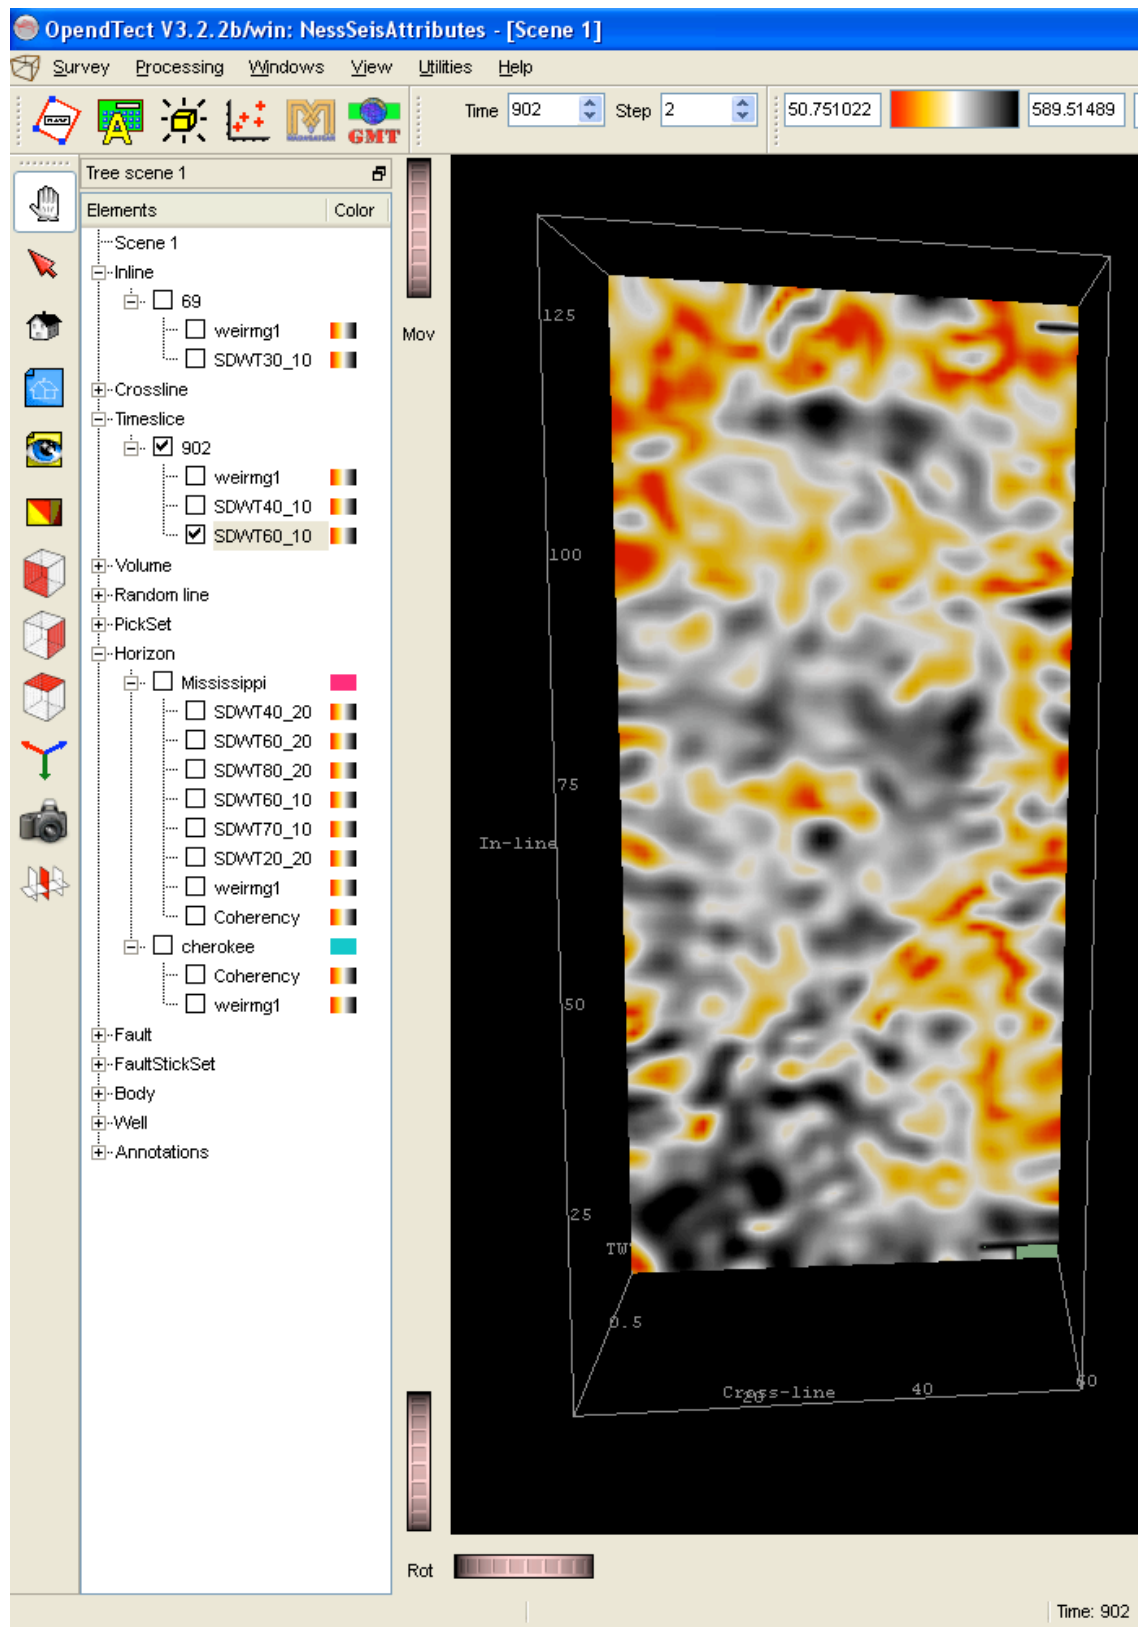 OpendTect V3.2.2b/win: NessSeisAttributes - [Scene 1]
Survey Processing Windows View Utilities Help
Time 902 Step 2 50.751022 589.51489
GMT
Tree scene 1
Elements Color
Scene 1
Inline
69
weirmg1
SDWT30_10
Crossline
Timeslice
902
weirmg1
SDWT40_10
SDWT60_10
Volume
Random line
PickSet
Horizon
Mississippi
SDWT40_20
SDWT60_20
SDWT80_20
SDWT60_10
SDWT70_10
SDWT20_20
weirmg1
Coherency
cherokee
Coherency
weirmg1
Fault
FaultStickSet
Body
Well
Annotations
Mov
Rot
125
100
75
In-line
50
25
TW
0.5
Cross-line
20
40
60
Time: 902